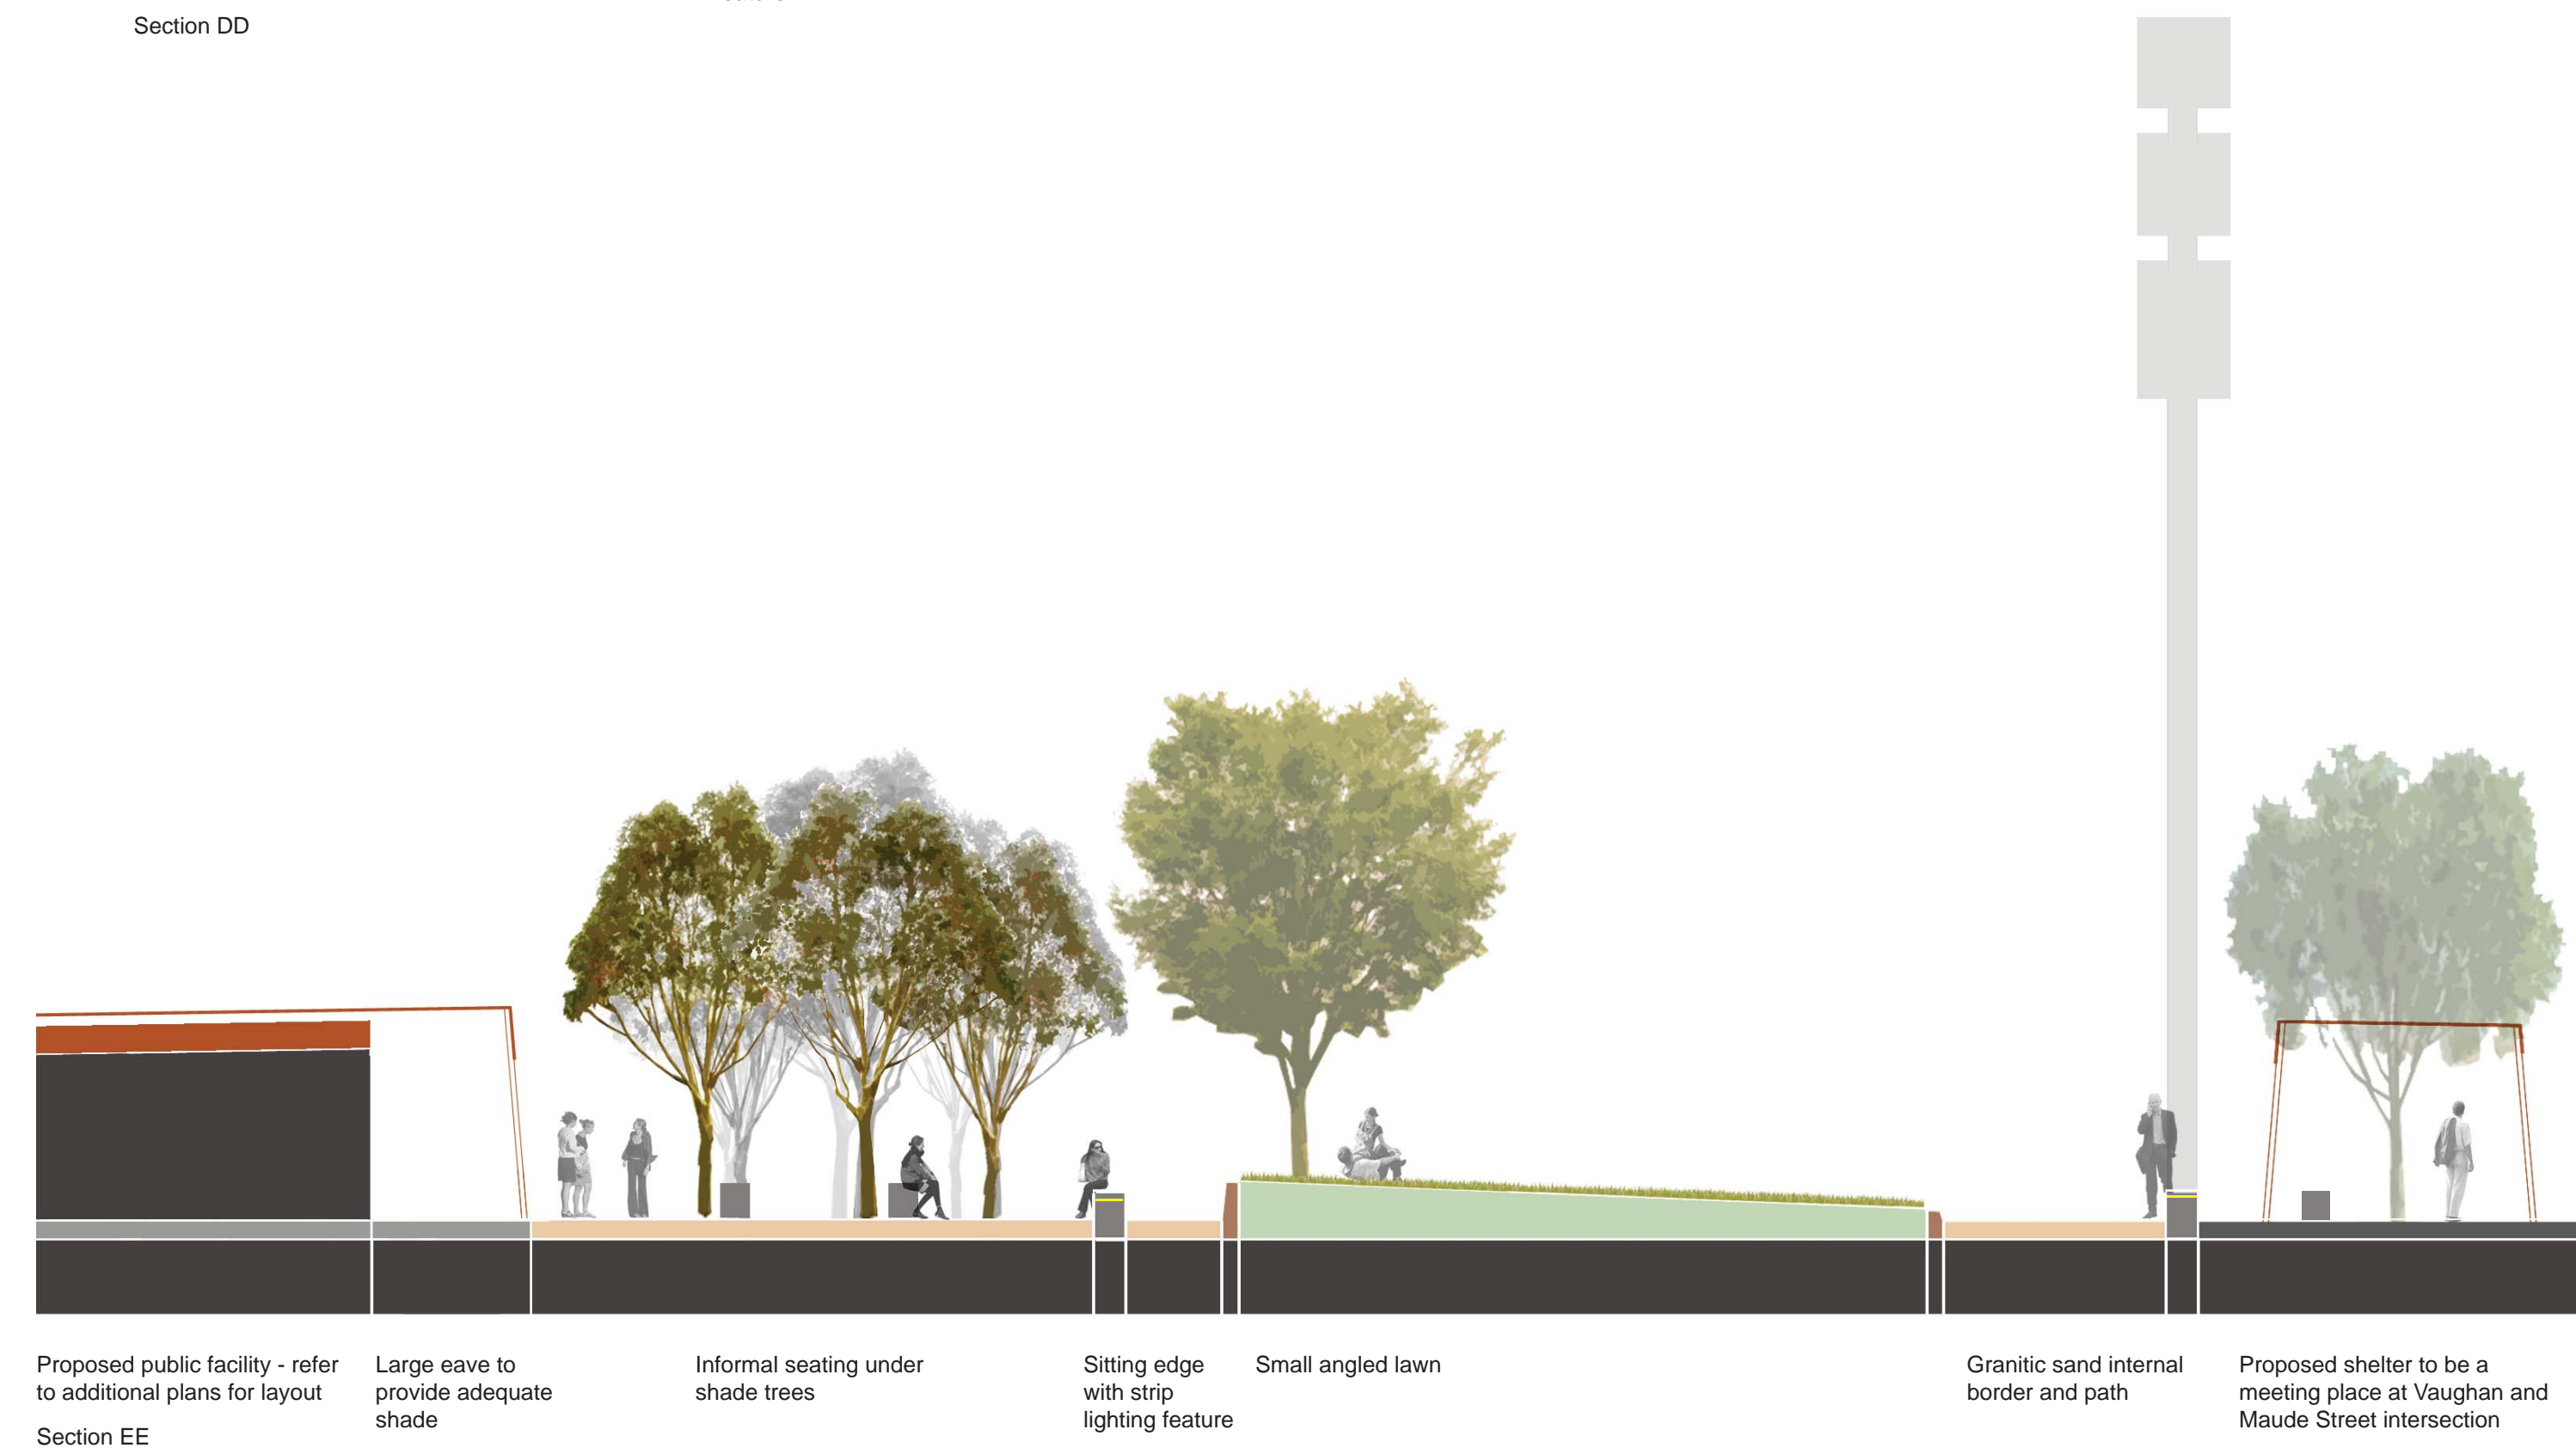 Section DD
Proposed public facility - refer
to additional plans for layout
Large eave to
provide adequate
shade
Informal seating under
shade trees
Sitting edge
with strip
lighting feature
Small angled lawn
Granitic sand internal
border and path
Proposed shelter to be a
meeting place at Vaughan and
Maude Street intersection
Section EE